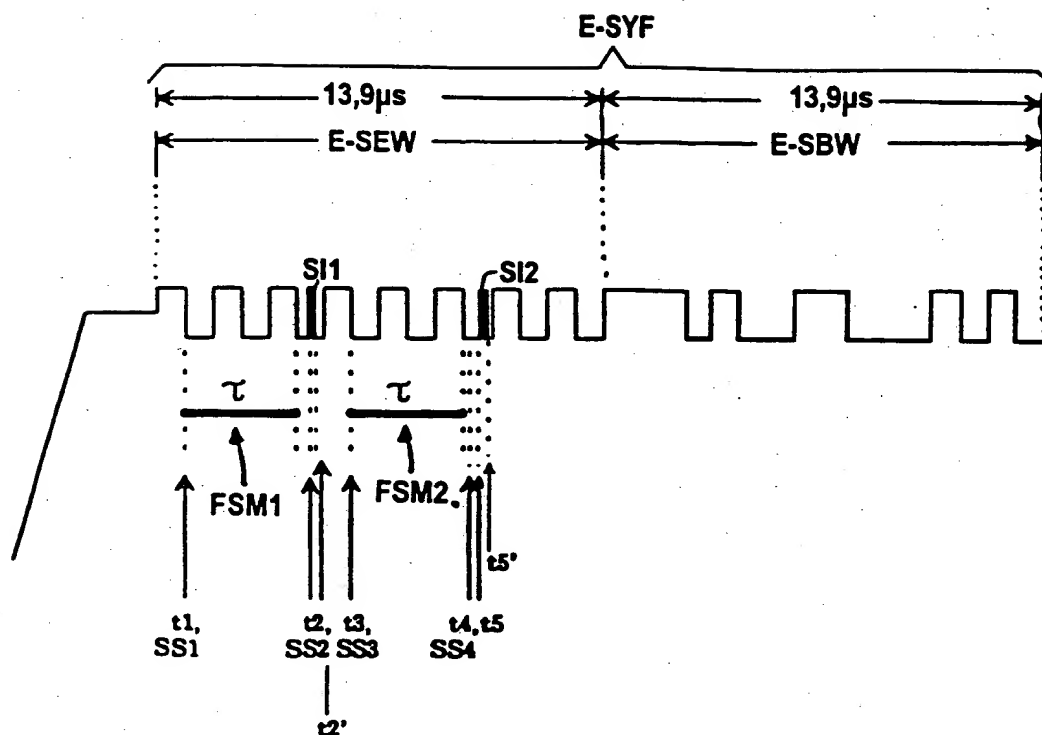 E-SYF
13,9µs 13,9µs
E-SEW E-SBW
SI1 SI2
τ τ
FSM1 FSM2.
t5'
t1, t2, t3, t4, t5
SS1 SS2 SS3 SS4
t2'